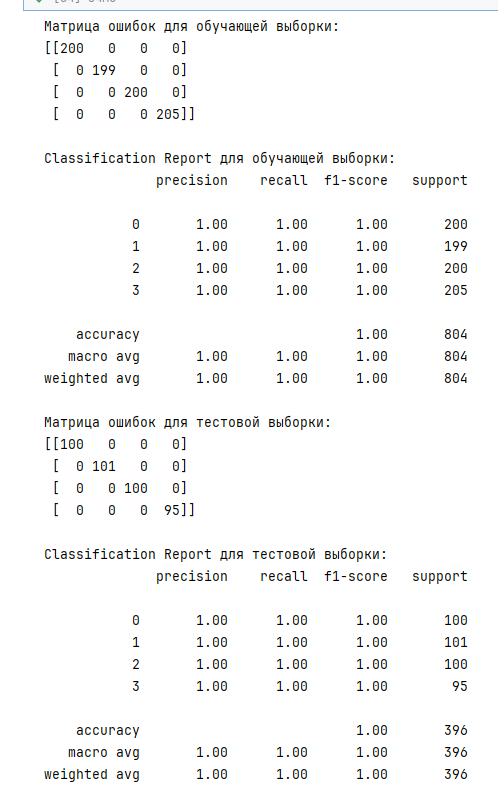 Матрица ошибок для обучающей выборки:
[[200   0   0   0]
 [  0 199   0   0]
 [  0   0 200   0]
 [  0   0   0 205]]
Classification Report для обучающей выборки:
              precision    recall  f1-score   support
           0       1.00      1.00      1.00       200
           1       1.00      1.00      1.00       199
           2       1.00      1.00      1.00       200
           3       1.00      1.00      1.00       205
    accuracy                           1.00       804
   macro avg       1.00      1.00      1.00       804
weighted avg       1.00      1.00      1.00       804
Матрица ошибок для тестовой выборки:
[[100   0   0   0]
 [  0 101   0   0]
 [  0   0 100   0]
 [  0   0   0  95]]
Classification Report для тестовой выборки:
              precision    recall  f1-score   support
           0       1.00      1.00      1.00       100
           1       1.00      1.00      1.00       101
           2       1.00      1.00      1.00       100
           3       1.00      1.00      1.00        95
    accuracy                           1.00       396
   macro avg       1.00      1.00      1.00       396
weighted avg       1.00      1.00      1.00       396